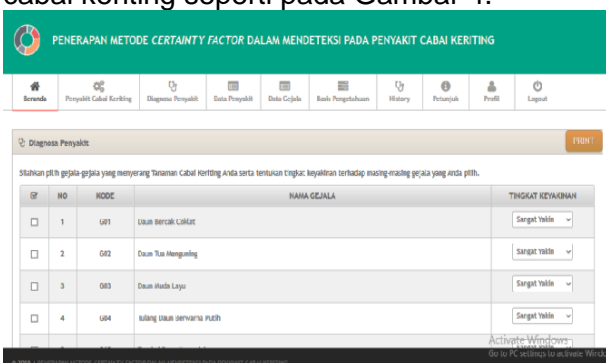 cabai keriting seperti pada Gambar 4.
PENERAPAN METODE CERTAINTY FACTOR DALAM MENDETEKSI PADA PENYAKIT CABAI KERITING
Beranda Penyakit Cabai Keriting Diagnosa Penyakit Data Penyakit Data Gejala Basis Pengetahuan History Petunjuk Profil Logout
Diagnosa Penyakit
PRINT
Silahkan pilih gejala-gejala yang menyerang Tanaman Cabai Keriting Anda serta tentukan tingkat keyakinan terhadap masing-masing gejala yang Anda pilih.
NO KODE NAMA GEJALA TINGKAT KEYAKINAN
1 G01 Daun Bercak Coklat Sangat Yakin
2 G02 Daun Tua Menguning Sangat Yakin
3 G03 Daun Muda Layu Sangat Yakin
4 G04 Tulang Daun Berwarna Putih Sangat Yakin
Activate Windows
Go to PC settings to activate Windo